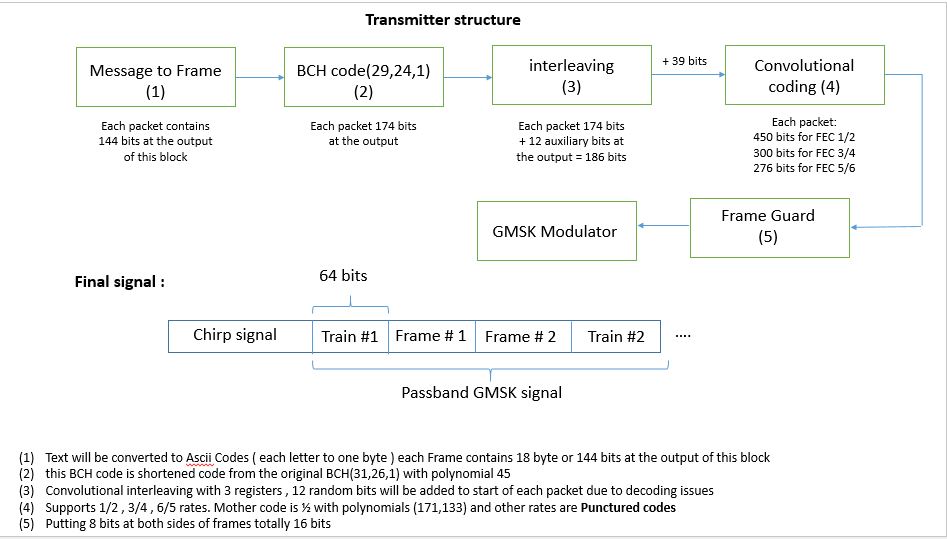 Transmitter structure
Message to Frame
(1)
BCH code(29,24,1)
(2)
interleaving
(3)
+ 39 bits
Convolutional
coding (4)
Each packet contains
144 bits at the output
of this block
Each packet 174 bits
at the output
Each packet 174 bits
+ 12 auxiliary bits at
the output = 186 bits
Each packet:
450 bits for FEC 1/2
300 bits for FEC 3/4
276 bits for FEC 5/6
GMSK Modulator
Frame Guard
(5)
Final signal :
64 bits
Chirp signal
Train #1
Frame # 1
Frame # 2
Train #2
....
Passband GMSK signal
(1) Text will be converted to Ascii Codes ( each letter to one byte ) each Frame contains 18 byte or 144 bits at the output of this block
(2) this BCH code is shortened code from the original BCH(31,26,1) with polynomial 45
(3) Convolutional interleaving with 3 registers , 12 random bits will be added to start of each packet due to decoding issues
(4) Supports 1/2 , 3/4 , 6/5 rates. Mother code is ½ with polynomials (171,133) and other rates are Punctured codes
(5) Putting 8 bits at both sides of frames totally 16 bits